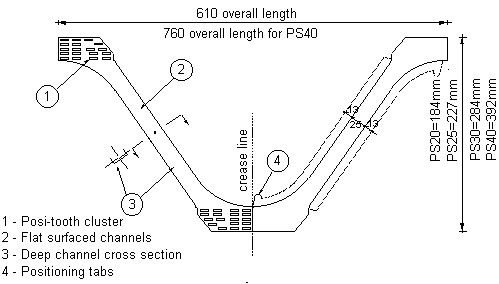 610 overall length
760 overall length for PS40
1
2
3
4
crease line
13
25
13
PS20=184mm
PS25=227mm
PS30=284mm
PS40=392mm
1 - Posi-tooth cluster
2 - Flat surfaced channels
3 - Deep channel cross section
4 - Positioning tabs